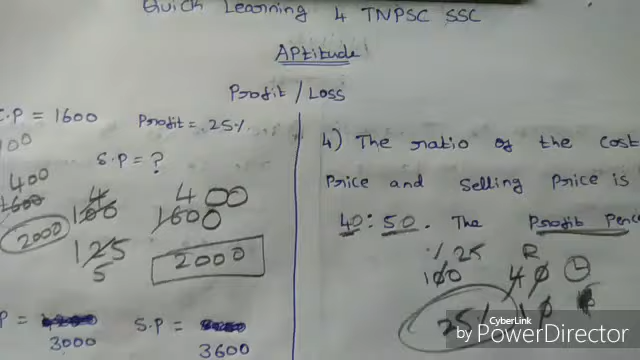 Quick Learning 4 TNPSC SSC
Aptitude
Profit / Loss
C.P = 1600 Profit = 25%.
S.P = ?
400
1600
2000
4
100
125
5
400
1600
2000
S.P =
3000
3600
4) The ratio of the cost
Price and Selling Price is
40 : 50. The Profit
% 25
100
R
40
10
25%
CyberLink
by PowerDirector